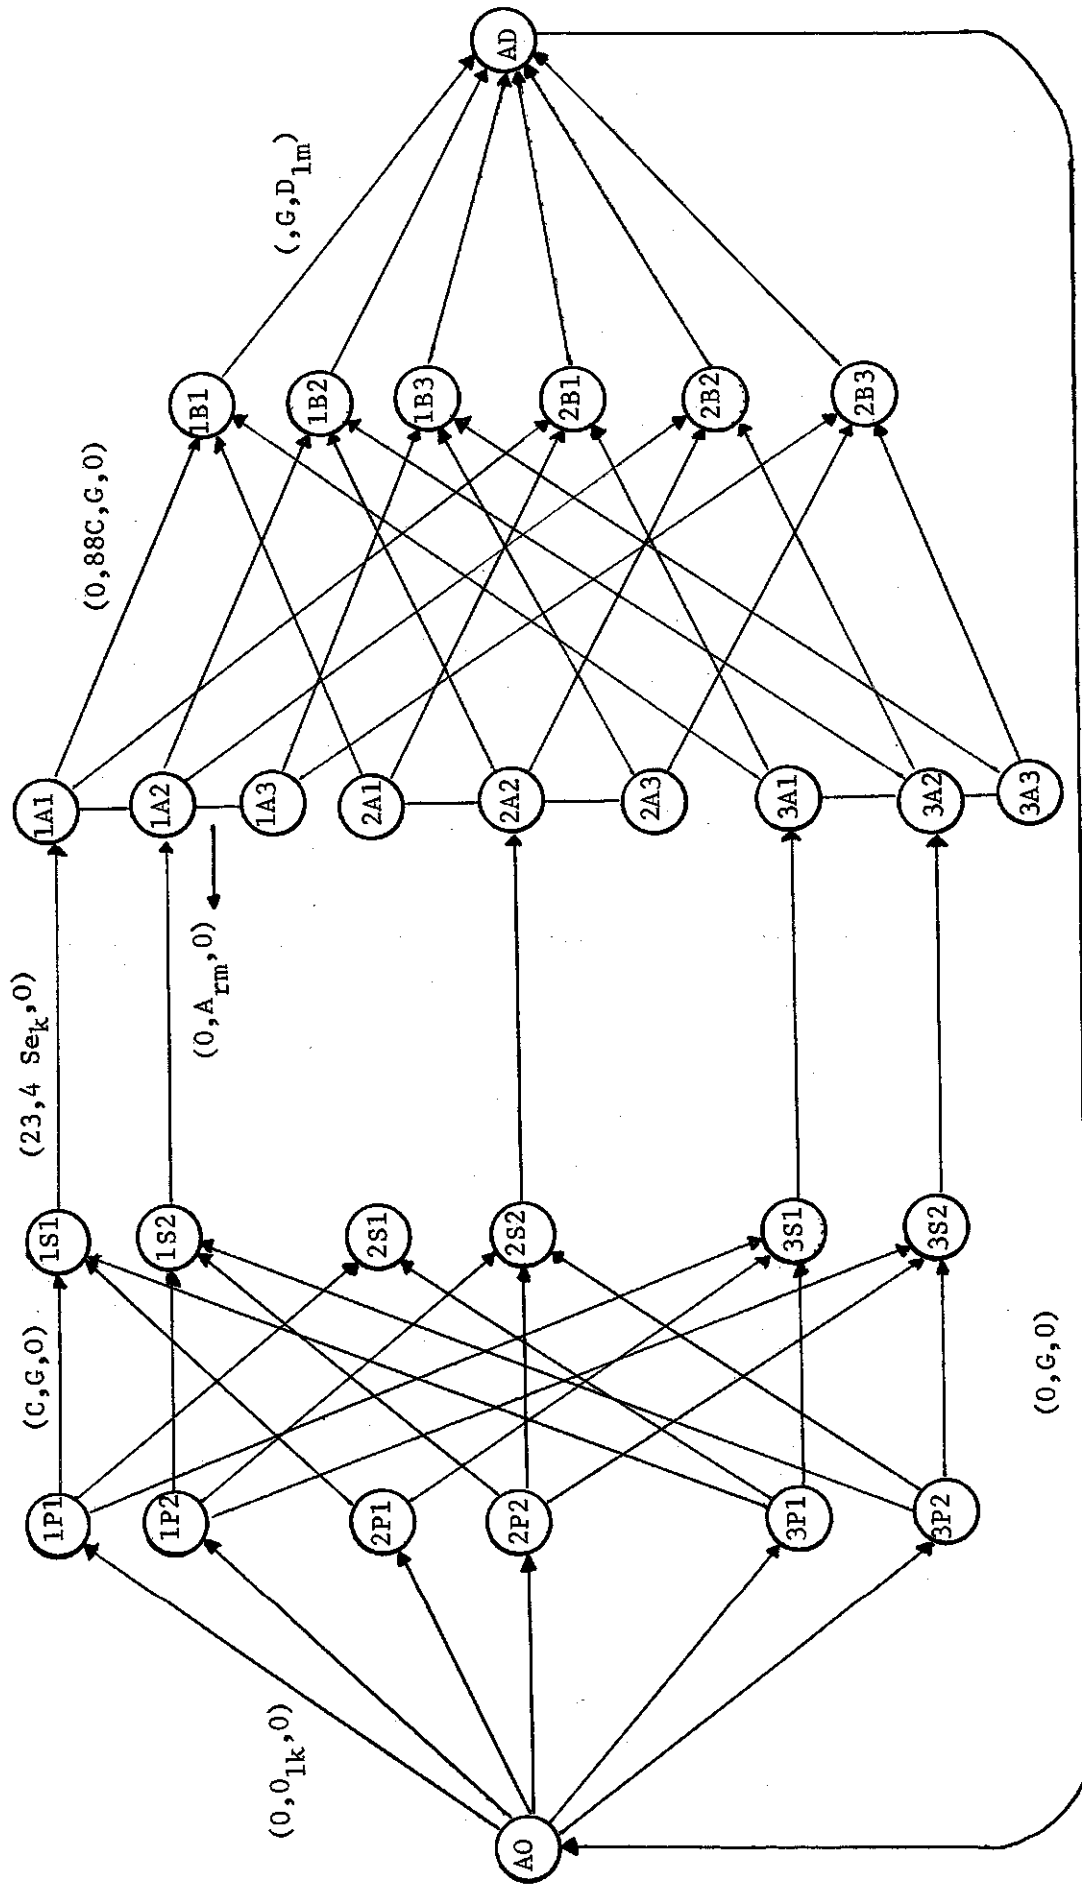 AO
(0,O1k,0)
1P1
1P2
2P1
2P2
3P1
3P2
(C,G,0)
1S1
1S2
2S1
2S2
3S1
3S2
(23,4 Sek,0)
(0,Arm,0)
1A1
1A2
1A3
2A1
2A2
2A3
3A1
3A2
3A3
(0,88C,G,0)
1B1
1B2
1B3
2B1
2B2
2B3
(,G,D1m)
AD
(0,G,0)